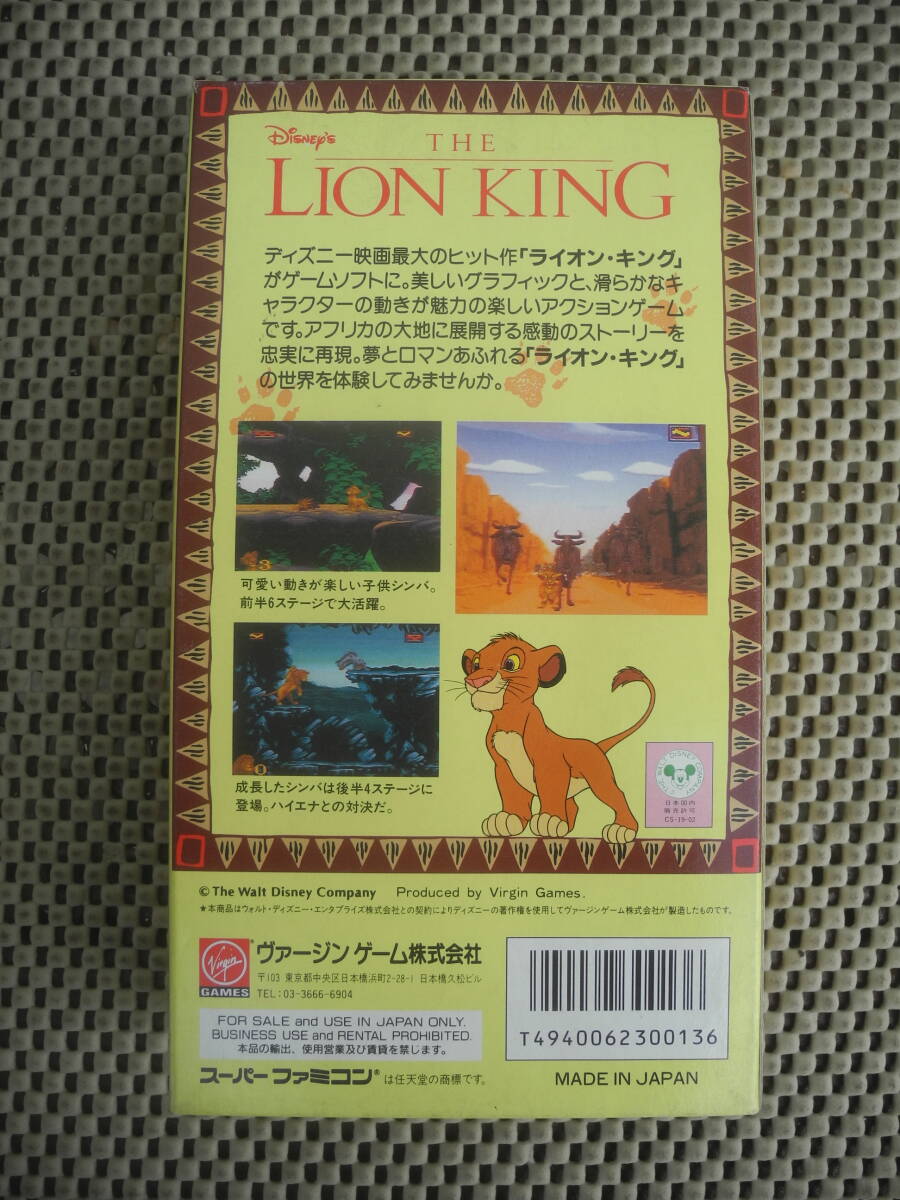 Disney's
THE
LION KING
ディズニー映画最大のヒット作「ライオン・キング」
がゲームソフトに。美しいグラフィックと、滑らかなキ
ャラクターの動きが魅力の楽しいアクションゲーム
です。アフリカの大地に展開する感動のストーリーを
忠実に再現。夢とロマンあふれる「ライオン・キング」
の世界を体験してみませんか。
3
可愛い動きが楽しい子供シンバ。
前半6ステージで大活躍。
成長したシンバは後半4ステージに
登場。ハイエナとの対決だ。
THE WALT DISNEY COMPANY
日本国内
販売許可
CS-19-02
© The Walt Disney Company Produced by Virgin Games.
★本商品はウォルト・ディズニー・エンタプライズ株式会社との契約によりディズニーの著作権を使用してヴァージンゲーム株式会社が製造したものです。
Virgin
GAMES
ヴァージン ゲーム株式会社
〒103 東京都中央区日本橋浜町2-28-1 日本橋久松ビル
TEL:03-3666-6904
FOR SALE and USE IN JAPAN ONLY.
BUSINESS USE and RENTAL PROHIBITED.
本品の輸出、使用営業及び賃貸を禁じます。
スーパーファミコン®は任天堂の商標です。
T4940062300136
MADE IN JAPAN